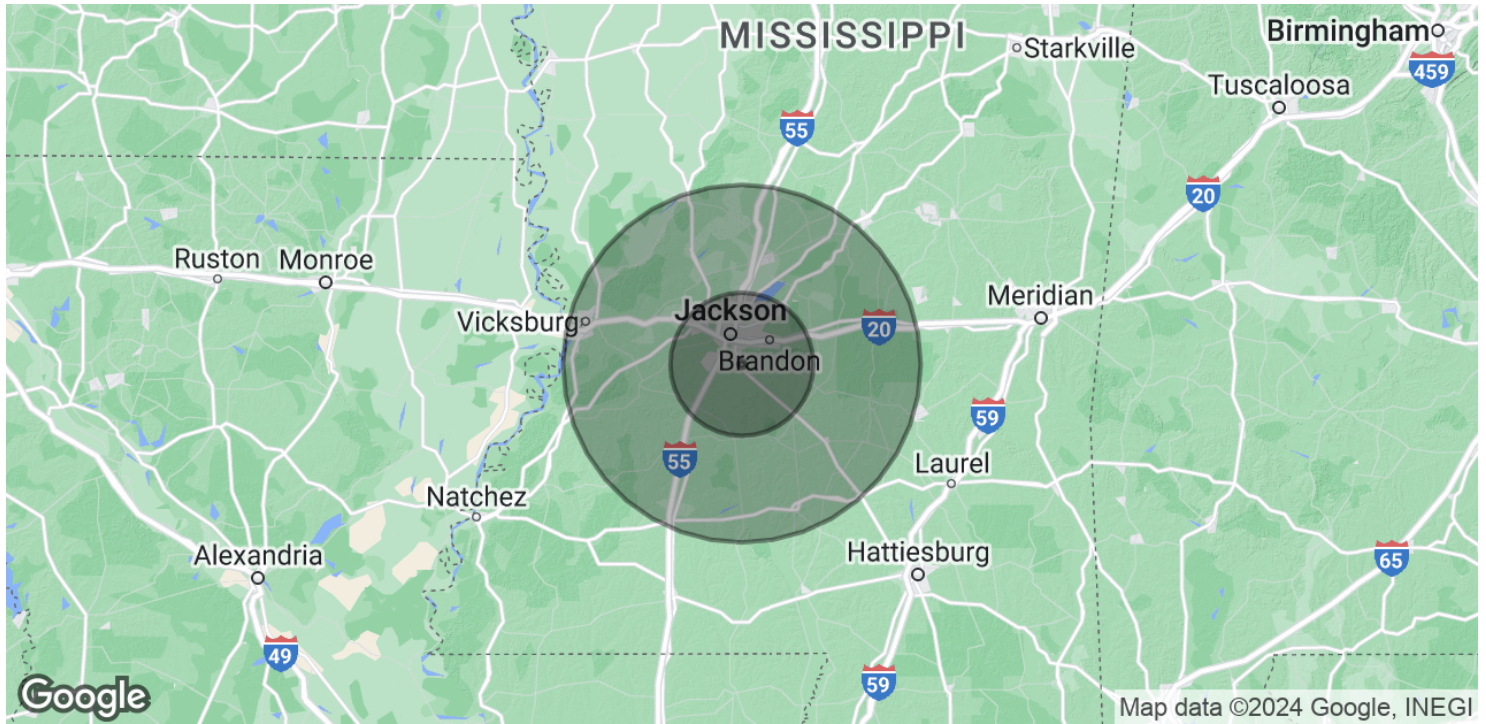 MISSISSIPPI
Birmingham
Starkville
459
Tuscaloosa
55
20
Ruston
Monroe
Meridian
Jackson
Vicksburg
20
Brandon
59
55
Laurel
Natchez
Hattiesburg
Alexandria
65
49
59
Google
Map data ©2024 Google, INEGI